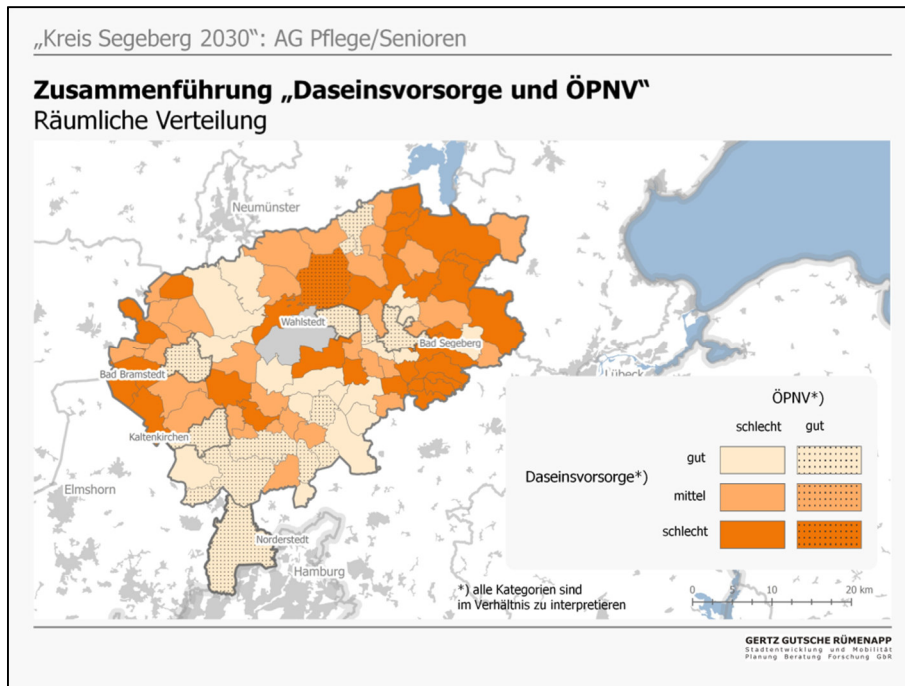 „Kreis Segeberg 2030“: AG Pflege/Senioren
Zusammenführung „Daseinsvorsorge und ÖPNV“
Räumliche Verteilung
Neumünster
Wahlstedt
Bad Segeberg
Lübeck
Bad Bramstedt
Kaltenkirchen
Elmshorn
Norderstedt
Hamburg
ÖPNV*)
schlecht gut
Daseinsvorsorge*)
gut
mittel
schlecht
*) alle Kategorien sind
im Verhältnis zu interpretieren
0 5 10 20 km
GERTZ GUTSCHE RÜMENAPP
Stadtentwicklung und Mobilität
Planung Beratung Forschung GbR